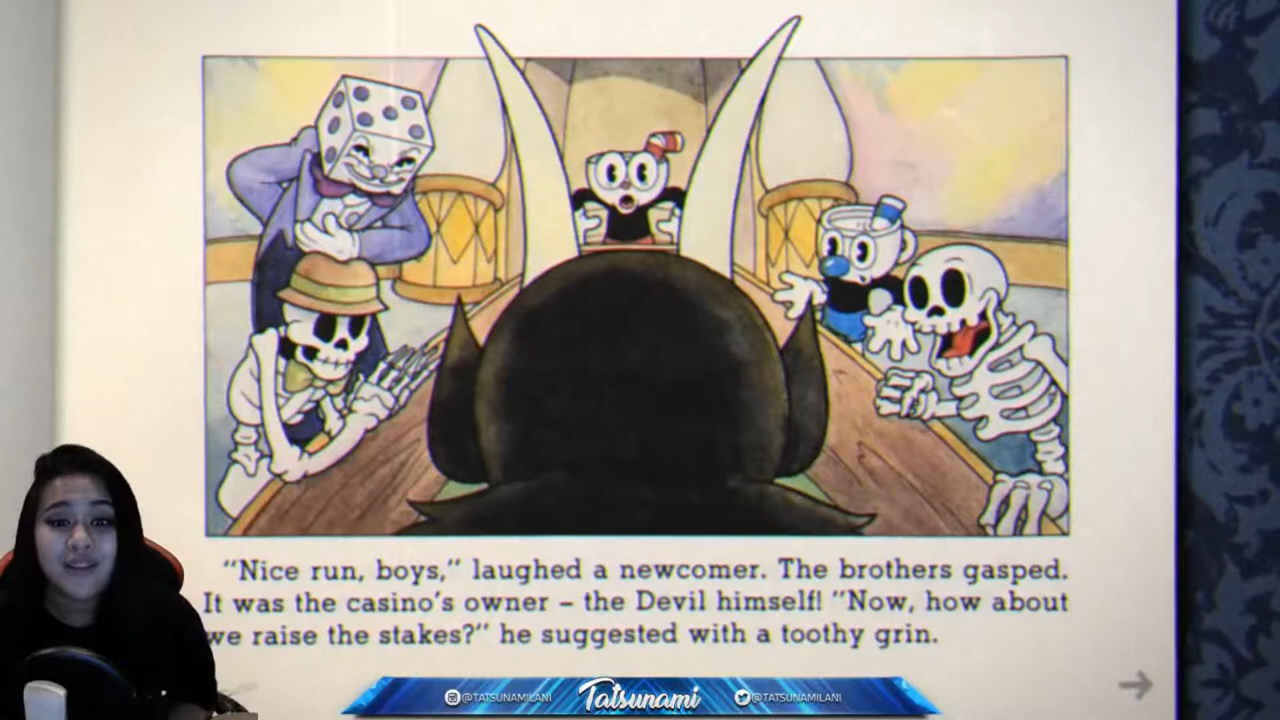 “Nice run, boys,” laughed a newcomer. The brothers gasped.
It was the casino’s owner – the Devil himself! “Now, how about
we raise the stakes?” he suggested with a toothy grin.
@TATSUNAMILANI
Tatsunami
@TATSUNAMILANI